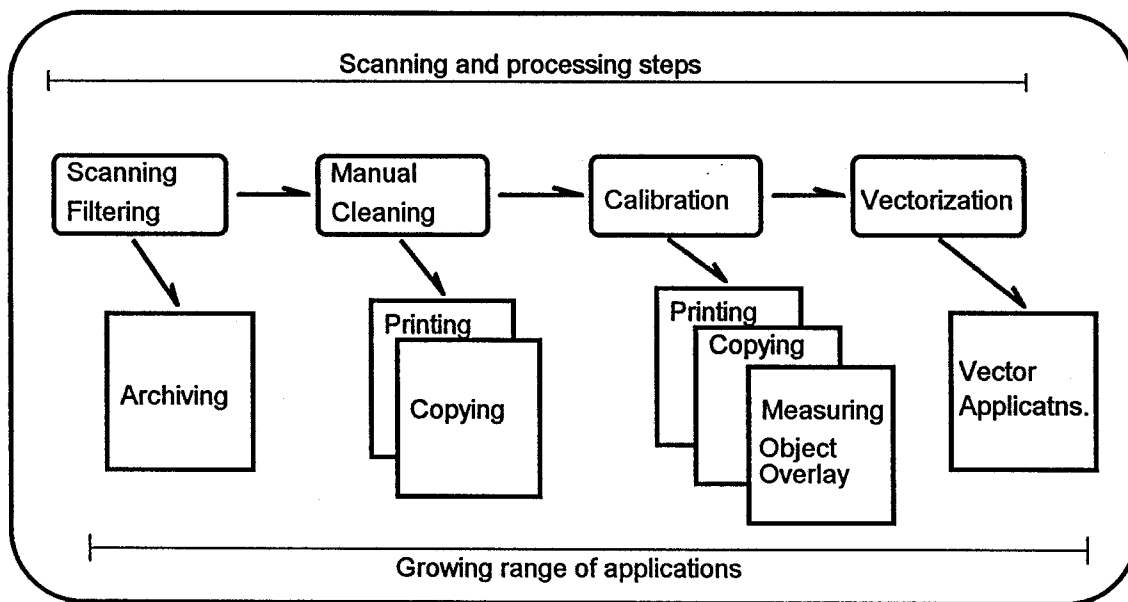 Scanning and processing steps
Scanning
Filtering
Manual
Cleaning
Calibration
Vectorization
Archiving
Printing
Copying
Printing
Copying
Measuring
Object
Overlay
Vector
Applicatns.
Growing range of applications